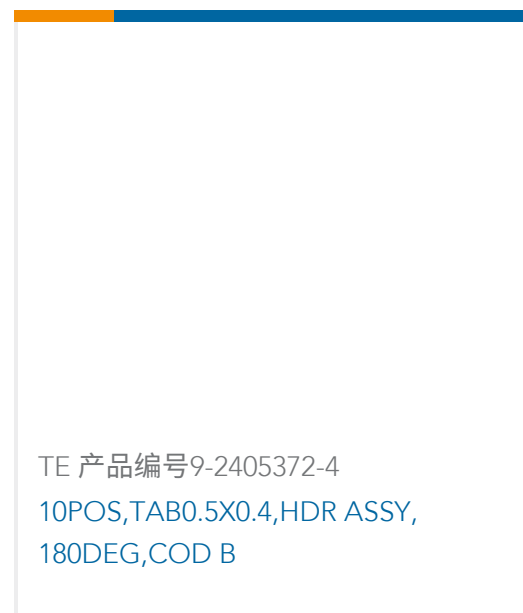 TE 产品编号9-2405372-4
10POS,TAB0.5X0.4,HDR ASSY,
180DEG,COD B